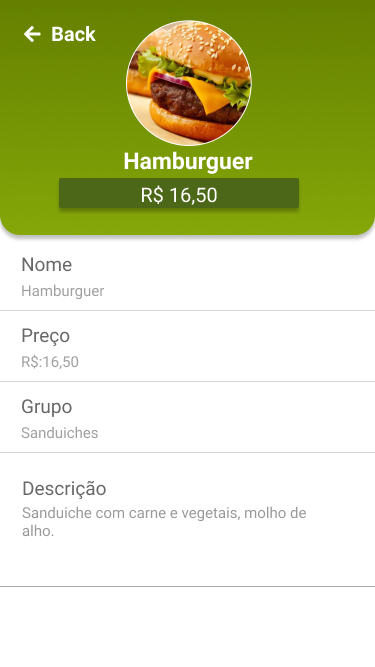 Back
Hamburguer
R$ 16,50
Nome
Hamburguer
Preço
R$:16,50
Grupo
Sanduiches
Descrição
Sanduiche com carne e vegetais, molho de
alho.